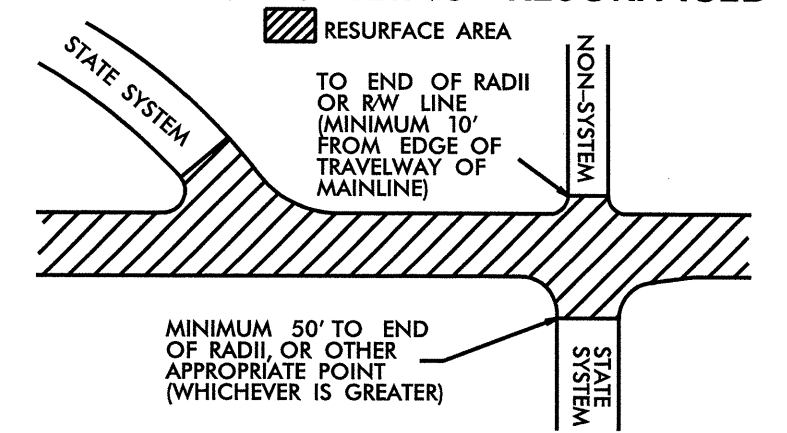 RESURFACE AREA
STATE SYSTEM
TO END OF RADII
OR R/W LINE
(MINIMUM 10'
FROM EDGE OF
TRAVELWAY OF
MAINLINE)
NON-SYSTEM
MINIMUM 50' TO END
OF RADII, OR OTHER
APPROPRIATE POINT
(WHICHEVER IS GREATER)
STATE
SYSTEM